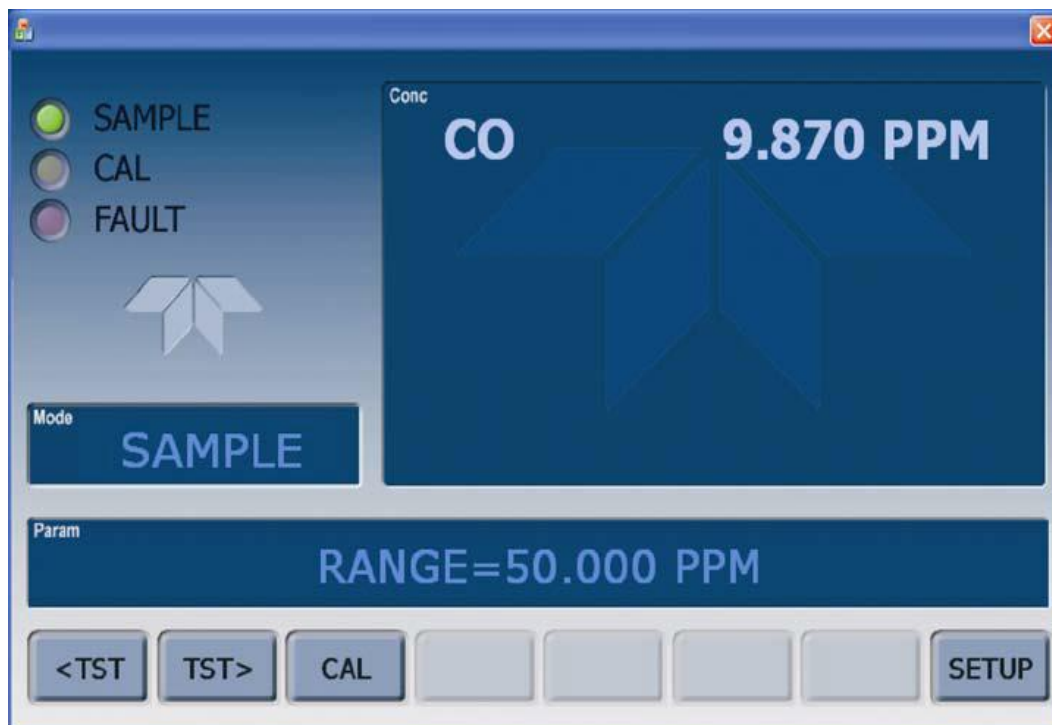 SAMPLE
CAL
FAULT
Conc
CO 9.870 PPM
Mode
SAMPLE
Param
RANGE=50.000 PPM
<TST TST> CAL SETUP